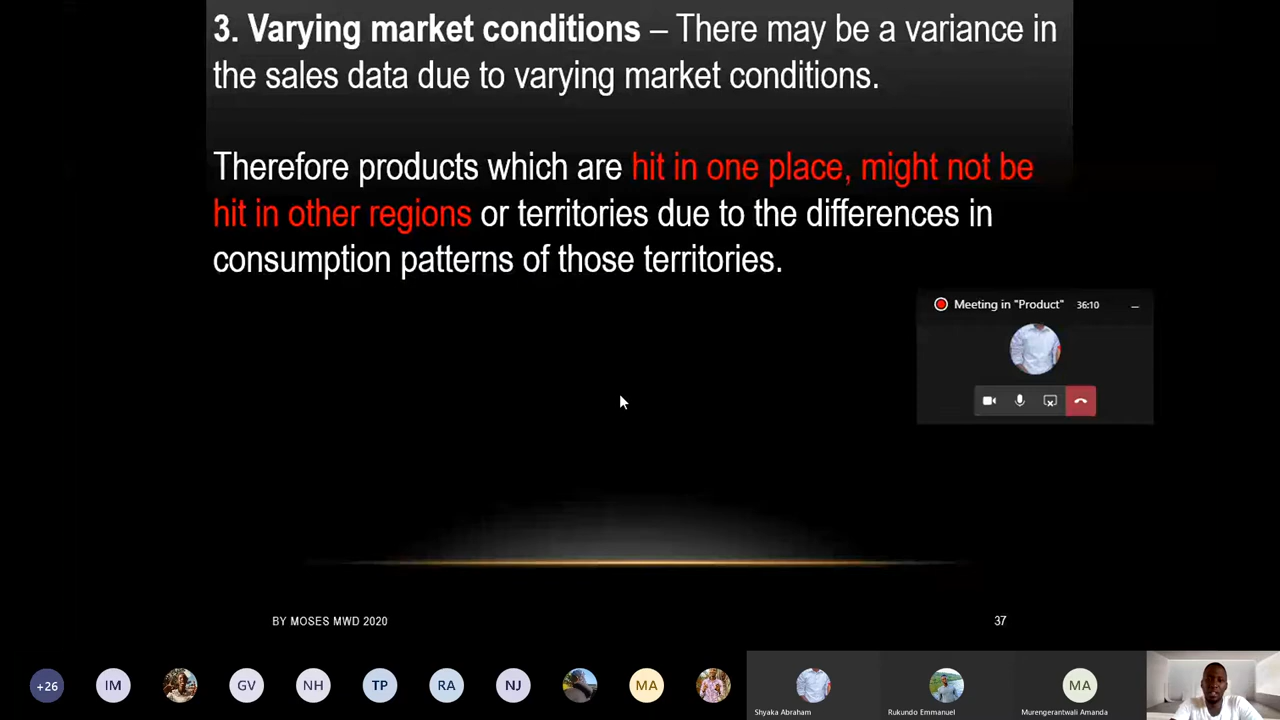 3. Varying market conditions – There may be a variance in
the sales data due to varying market conditions.
Therefore products which are hit in one place, might not be
hit in other regions or territories due to the differences in
consumption patterns of those territories.
Meeting in "Product" 36:10
BY MOSES MWD 2020
37
+26 IM GV NH TP RA NJ MA MA
Shyaka Abraham Rukundo Emmanuel Murengerantwali Amanda